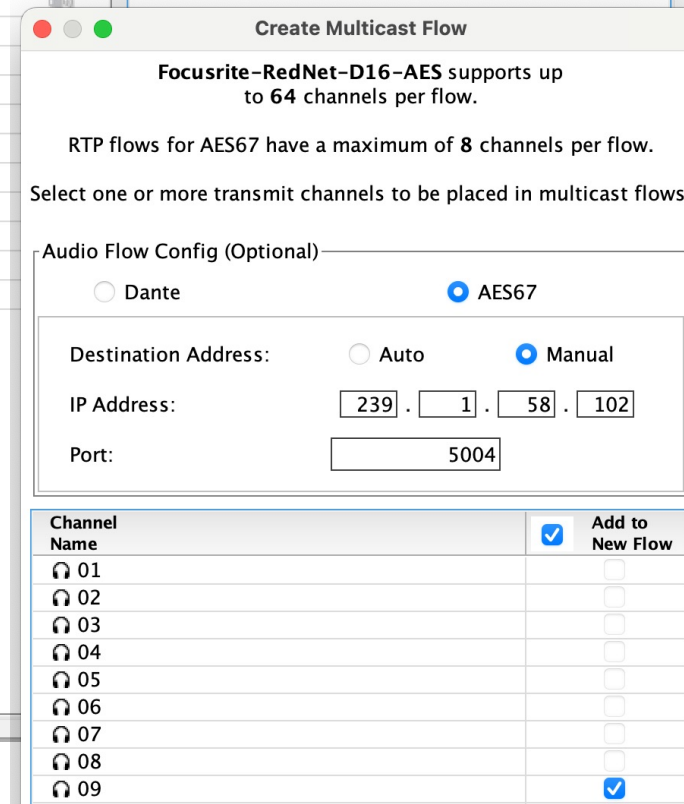 Create Multicast Flow
Focusrite-RedNet-D16-AES supports up
to 64 channels per flow.
RTP flows for AES67 have a maximum of 8 channels per flow.
Select one or more transmit channels to be placed in multicast flows
Audio Flow Config (Optional)
Dante AES67
Destination Address: Auto Manual
IP Address: 239 . 1 . 58 . 102
Port: 5004
Channel Add to
Name New Flow
01
02
03
04
05
06
07
08
09